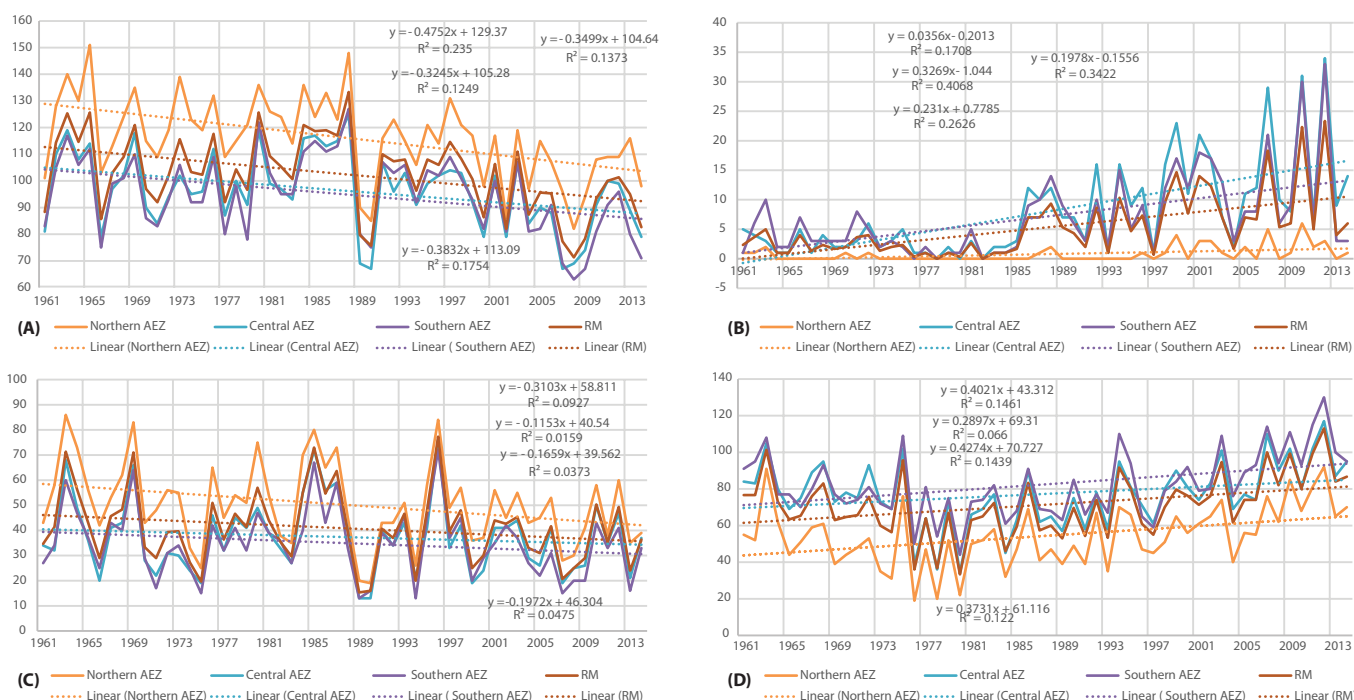 160
150
140
130
120
110
100
90
80
70
60
y = - 0.4752x + 129.37
R² = 0.235
y = - 0.3499x + 104.64
R² = 0.1373
- 0.3245x + 105.28
R² = 0.1249
y = -0.3832x + 113.09
R² = 0.1754
1961 1965 1969 1973 1977 1981 1985 1989 1993 1997 2001 2005 2009 2013
(A)
Northern AEZ Central AEZ Southern AEZ RM
Linear (Northern AEZ) Linear (Central AEZ) Linear ( Southern AEZ) Linear (RM)
40
35
30
25
20
15
10
5
0
-5
y = 0.0356x- 0.2013
R² = 0.1708
y = 0.3269x- 1.044
R² = 0.4068
y = 0.1978x - 0.1556
R² = 0.3422
y = 0.231x + 0.7785
R² = 0.2626
1961 1965 1969 1973 1977 1981 1985 1989 1993 1997 2001 2005 2009 2013
(B)
Northern AEZ Central AEZ Southern AEZ RM
Linear (Northern AEZ) Linear (Central AEZ) Linear ( Southern AEZ) Linear (RM)
100
90
80
70
60
50
40
30
20
10
0
y = - 0.3103x + 58.811
R² = 0.0927
y = - 0.1153x + 40.54
R² = 0.0159
y = - 0.1659x + 39.562
R² = 0.0373
y = -0.1972x + 46.304
R² = 0.0475
1961 1965 1969 1973 1977 1981 1985 1989 1993 1997 2001 2005 2009 2013
(C)
Northern AEZ Central AEZ Southern AEZ RM
Linear (Northern AEZ) Linear (Central AEZ) Linear ( Southern AEZ) Linear (RM)
140
120
100
80
60
40
20
0
y = 0.4021x + 43.312
R² = 0.1461
y = 0.2897x + 69.31
R² = 0.066
y = 0.4274x + 70.727
R² = 0.1439
y = 0.3731x + 61.116
R² = 0.122
1961 1965 1969 1973 1977 1981 1985 1989 1993 1997 2001 2005 2009 2013
(D)
Northern AEZ Central AEZ Southern AEZ RM
Linear (Northern AEZ) Linear (Central AEZ) Linear ( Southern AEZ) Linear (RM)